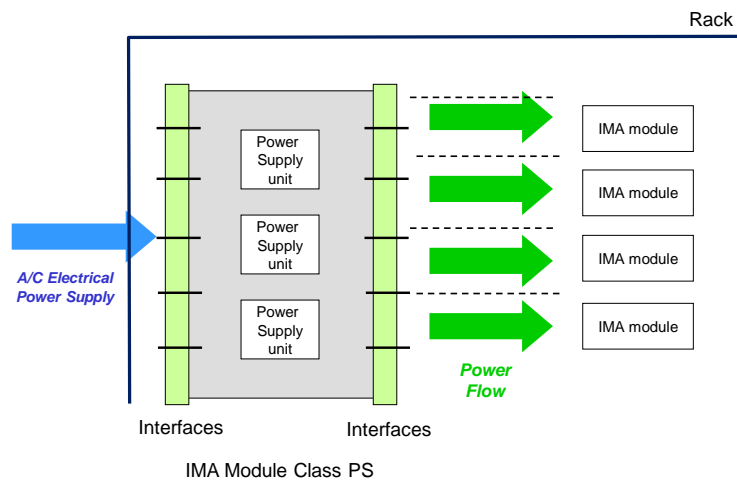 Rack
Power
Supply
unit
IMA module
IMA module
Power
Supply
unit
A/C Electrical
Power Supply
IMA module
Power
Supply
unit
IMA module
Power
Flow
Interfaces
Interfaces
IMA Module Class PS